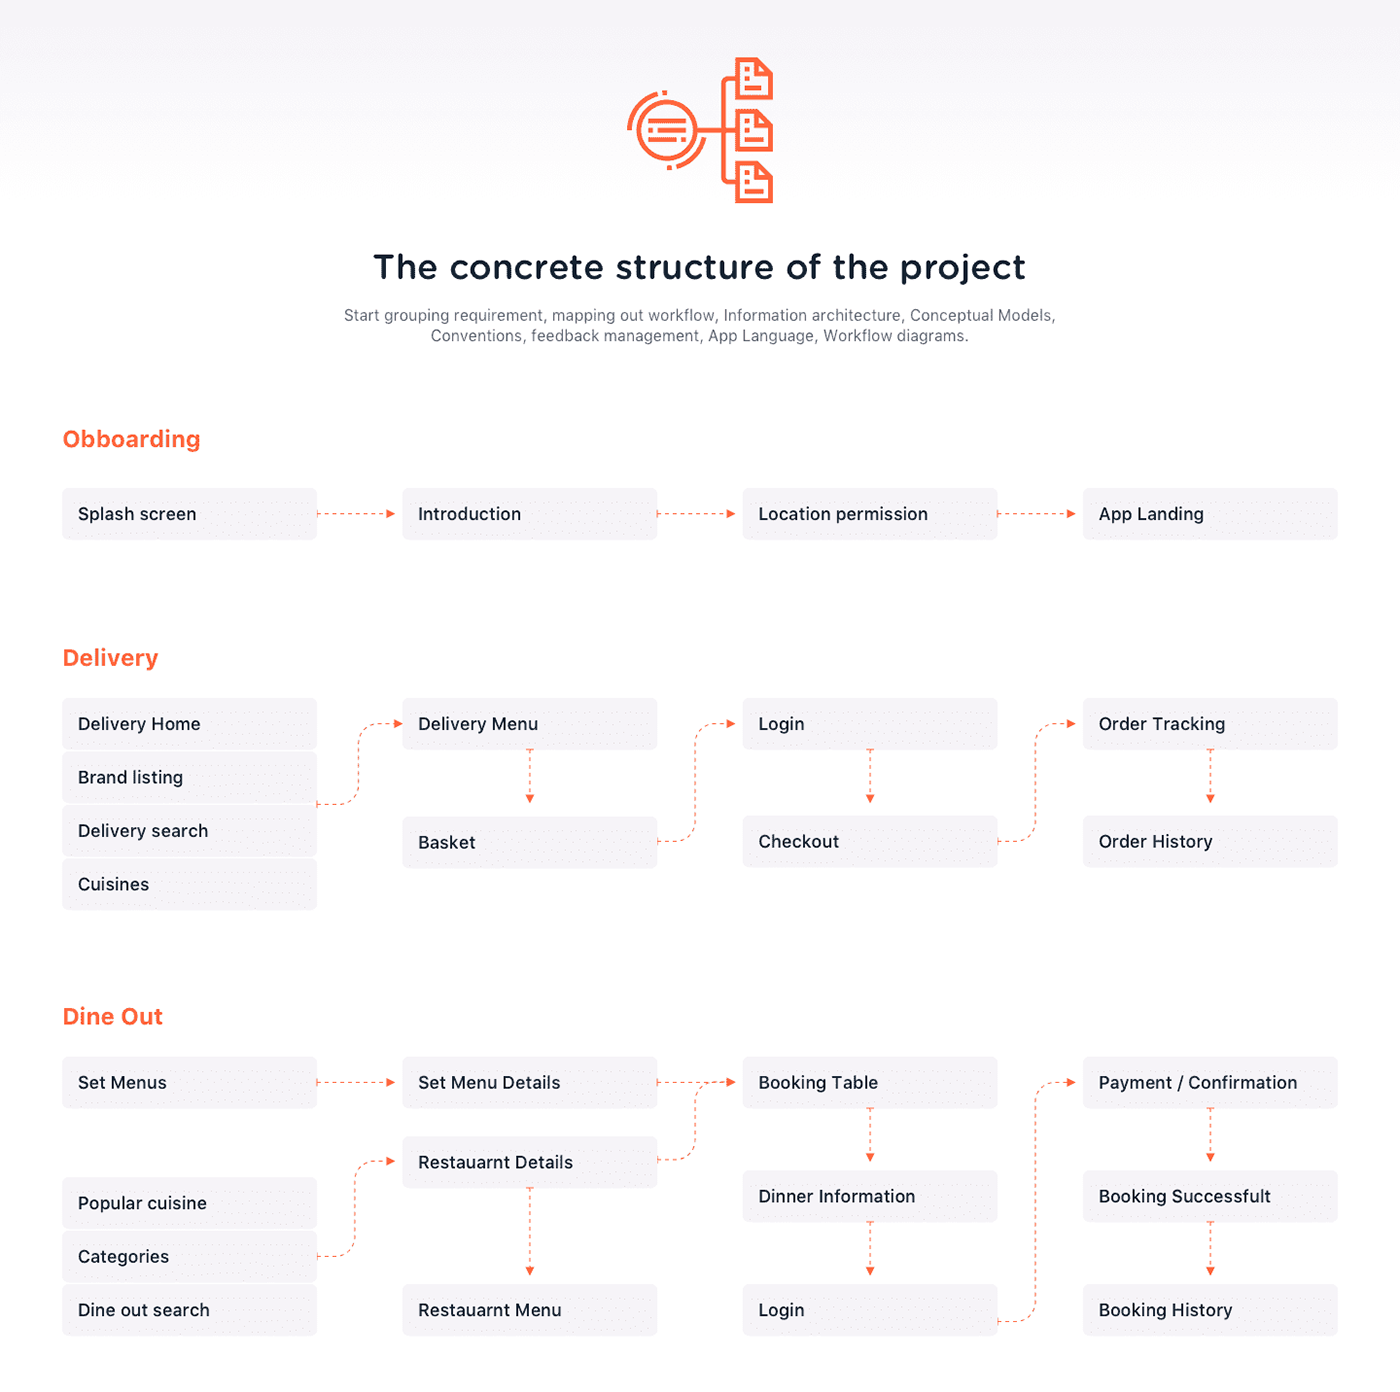 The concrete structure of the project
Start grouping requirement, mapping out workflow, Information architecture, Conceptual Models,
Conventions, feedback management, App Language, Workflow diagrams.
Obboarding
Splash screen
Introduction
Location permission
App Landing
Delivery
Delivery Home
Brand listing
Delivery search
Cuisines
Delivery Menu
Basket
Login
Checkout
Order Tracking
Order History
Dine Out
Set Menus
Popular cuisine
Categories
Dine out search
Set Menu Details
Restauarnt Details
Restauarnt Menu
Booking Table
Dinner Information
Login
Payment / Confirmation
Booking Successfult
Booking History